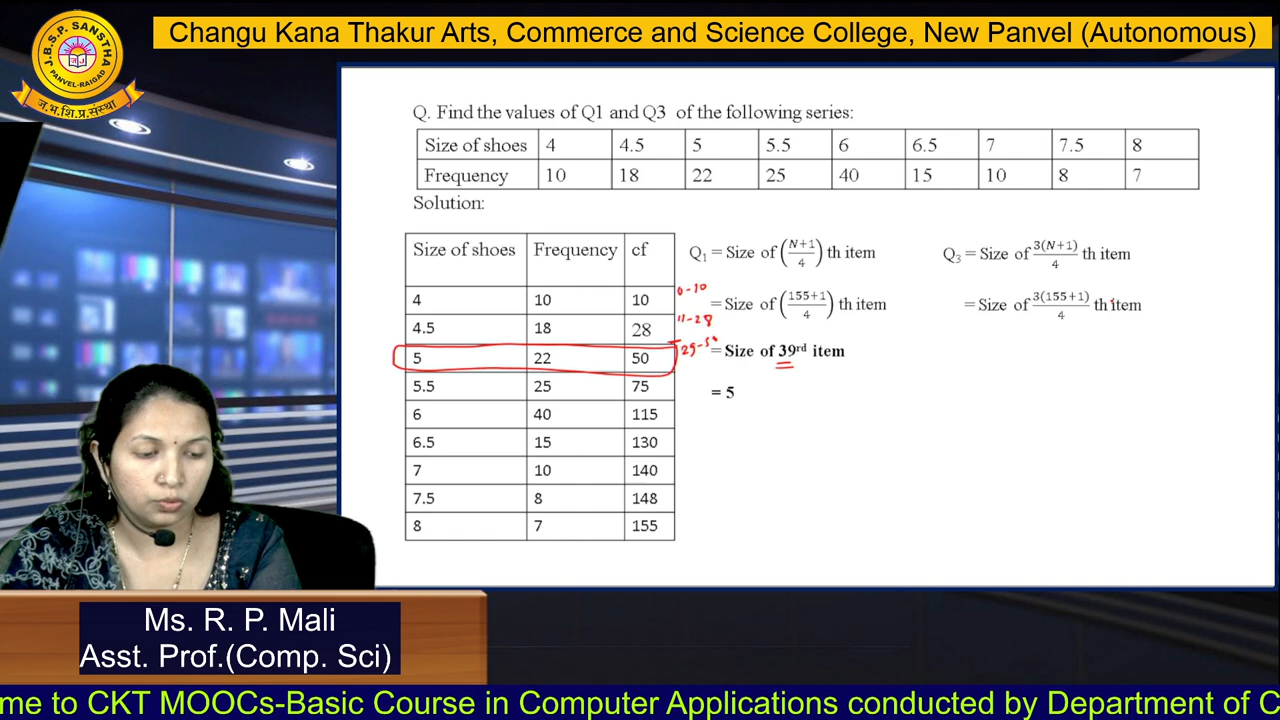 J.B.S.P. SANSTHA
PANVEL-RAIGAD
ज.भ.शि.प्र.संस्था
Changu Kana Thakur Arts, Commerce and Science College, New Panvel (Autonomous)
Q. Find the values of Q1 and Q3 of the following series:
Size of shoes 4 4.5 5 5.5 6 6.5 7 7.5 8
Frequency 10 18 22 25 40 15 10 8 7
Solution:
Size of shoes Frequency cf
4 10 10
4.5 18 28
5 22 50
5.5 25 75
6 40 115
6.5 15 130
7 10 140
7.5 8 148
8 7 155
0-10
11-28
29-50
Q₁ = Size of ((N+1)/4) th item
= Size of ((155+1)/4) th item
= Size of 39rd item
= 5
Q₃ = Size of 3(N+1)/4 th item
= Size of 3(155+1)/4 th item
Ms. R. P. Mali
Asst. Prof.(Comp. Sci)
me to CKT MOOCs-Basic Course in Computer Applications conducted by Department of C